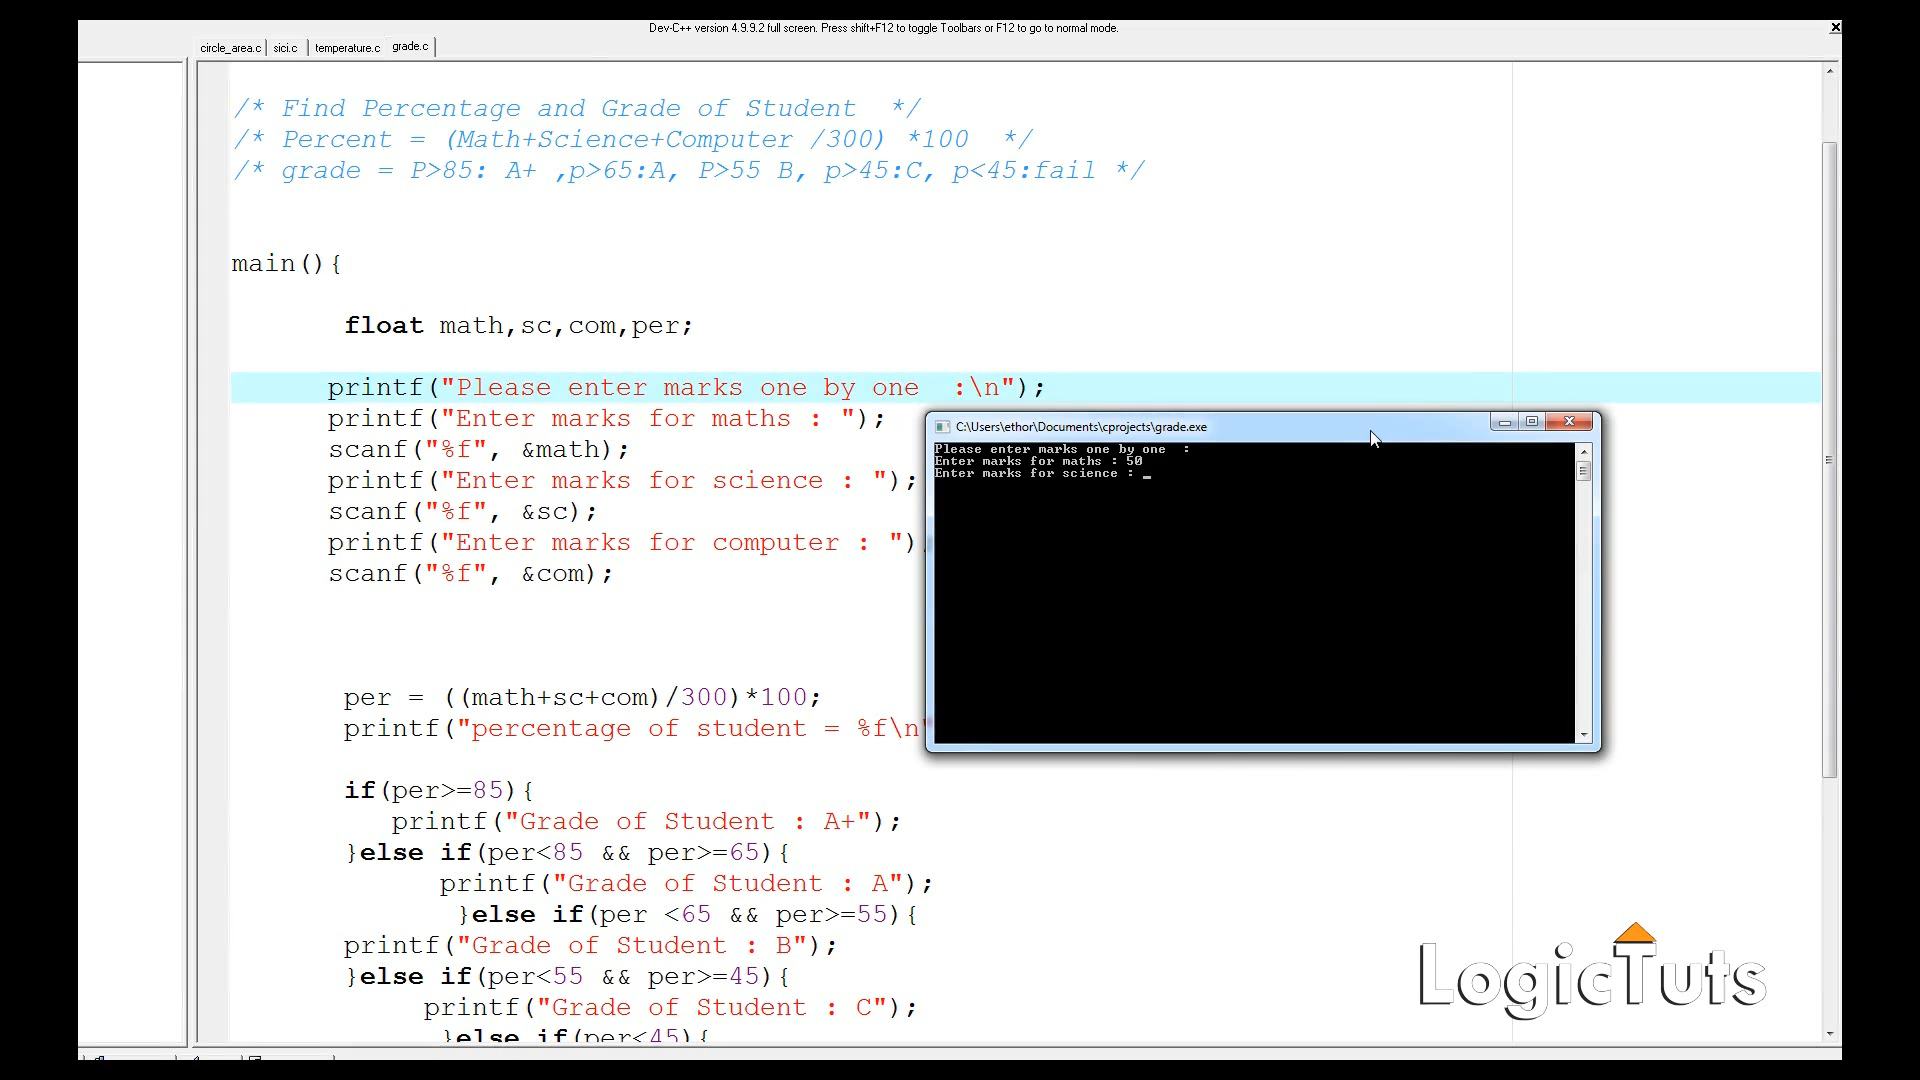 Dev-C++ version 4.9.9.2 full screen. Press shift+F12 to toggle Toolbars or F12 to go to normal mode.
circle_area.c sici.c temperature.c grade.c
/* Find Percentage and Grade of Student  */
/* Percent = (Math+Science+Computer /300) *100  */
/* grade = P>85: A+ ,p>65:A, P>55 B, p>45:C, p<45:fail */
main(){
float math,sc,com,per;
printf("Please enter marks one by one  :\n");
printf("Enter marks for maths : ");
scanf("%f", &math);
printf("Enter marks for science : ");
scanf("%f", &sc);
printf("Enter marks for computer : ")
scanf("%f", &com);
per = ((math+sc+com)/300)*100;
printf("percentage of student = %f\n"
if(per>=85){
printf("Grade of Student : A+");
}else if(per<85 && per>=65){
printf("Grade of Student : A");
}else if(per <65 && per>=55){
printf("Grade of Student : B");
}else if(per<55 && per>=45){
printf("Grade of Student : C");
}else if(per<45){
C:\Users\ethor\Documents\cprojects\grade.exe
Please enter marks one by one  :
Enter marks for maths : 50
Enter marks for science : _
LogicTuts